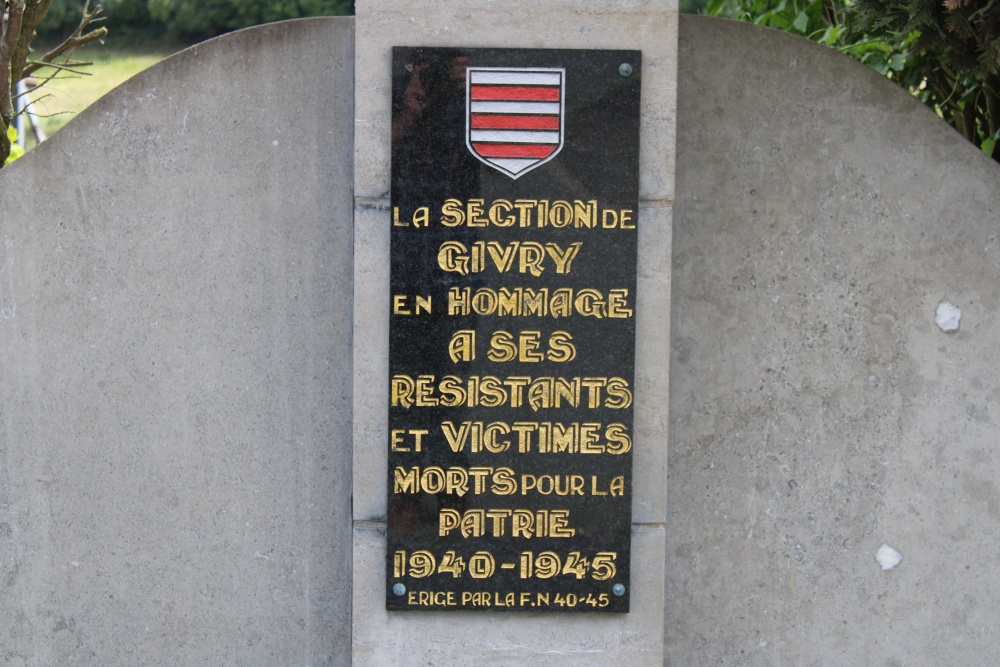 LA SECTION DE
GIVRY
EN HOMMAGE
A SES
RESISTANTS
ET VICTIMES
MORTS POUR LA
PATRIE
1940-1945
ERIGE PAR LA F.N 40-45